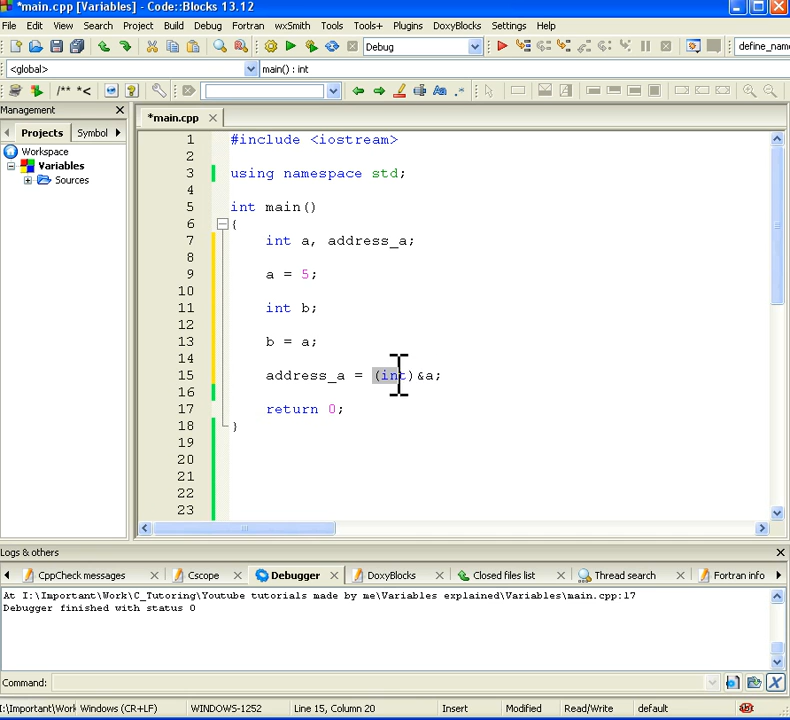 *main.cpp [Variables] - Code::Blocks 13.12
File Edit View Search Project Build Debug Fortran wxSmith Tools Tools+ Plugins DoxyBlocks Settings Help
Debug define_name
<global> main() : int
/** *<
Management
*main.cpp
Projects Symbol
Workspace
Variables
Sources
1 #include <iostream>
2
3 using namespace std;
4
5 int main()
6 {
7 int a, address_a;
8
9 a = 5;
10
11 int b;
12
13 b = a;
14
15 address_a = (int)&a;
16
17 return 0;
18 }
19
20
21
22
23
Logs & others
CppCheck messages Cscope Debugger DoxyBlocks Closed files list Thread search Fortran info
At I:\Important\Work\C_Tutoring\Youtube tutorials made by me\Variables explained\Variables\main.cpp:17
Debugger finished with status 0
Command:
I:\Important\Work Windows (CR+LF) WINDOWS-1252 Line 15, Column 20 Insert Modified Read/Write default